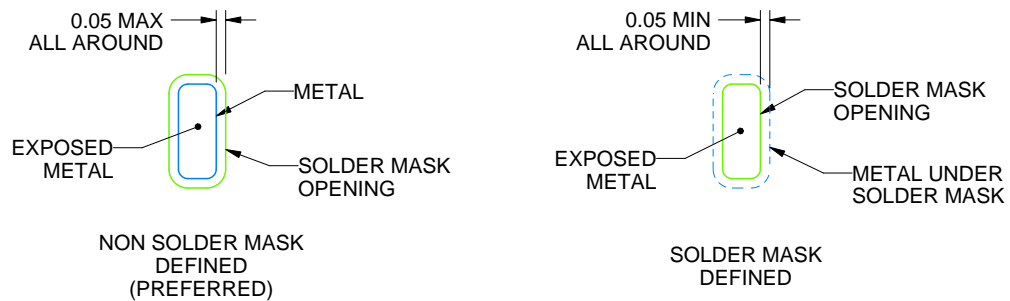 0.05 MAX
ALL AROUND
METAL
EXPOSED
METAL
SOLDER MASK
OPENING
NON SOLDER MASK
DEFINED
(PREFERRED)
0.05 MIN
ALL AROUND
SOLDER MASK
OPENING
EXPOSED
METAL
METAL UNDER
SOLDER MASK
SOLDER MASK
DEFINED